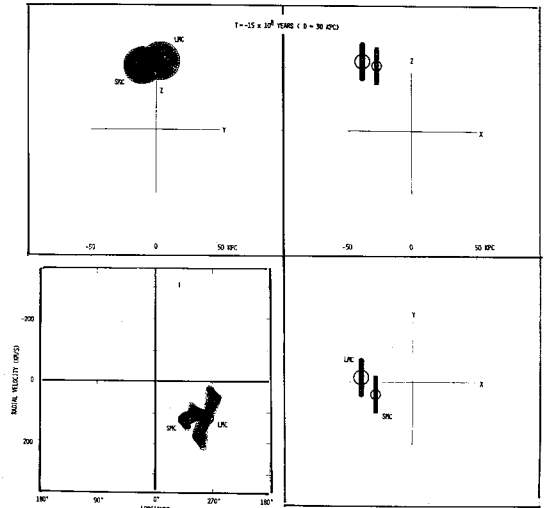 T = -15 x 10⁸ YEARS ( D = 30 KPC)
LMC
SMC
Z
Y
-50 0 50 KPC
Z
X
-50 0 50 KPC
RADIAL VELOCITY (KM/S)
-200
0
200
SMC
LMC
180° 90° 0° 270° 180°
Y
LMC
X
SMC